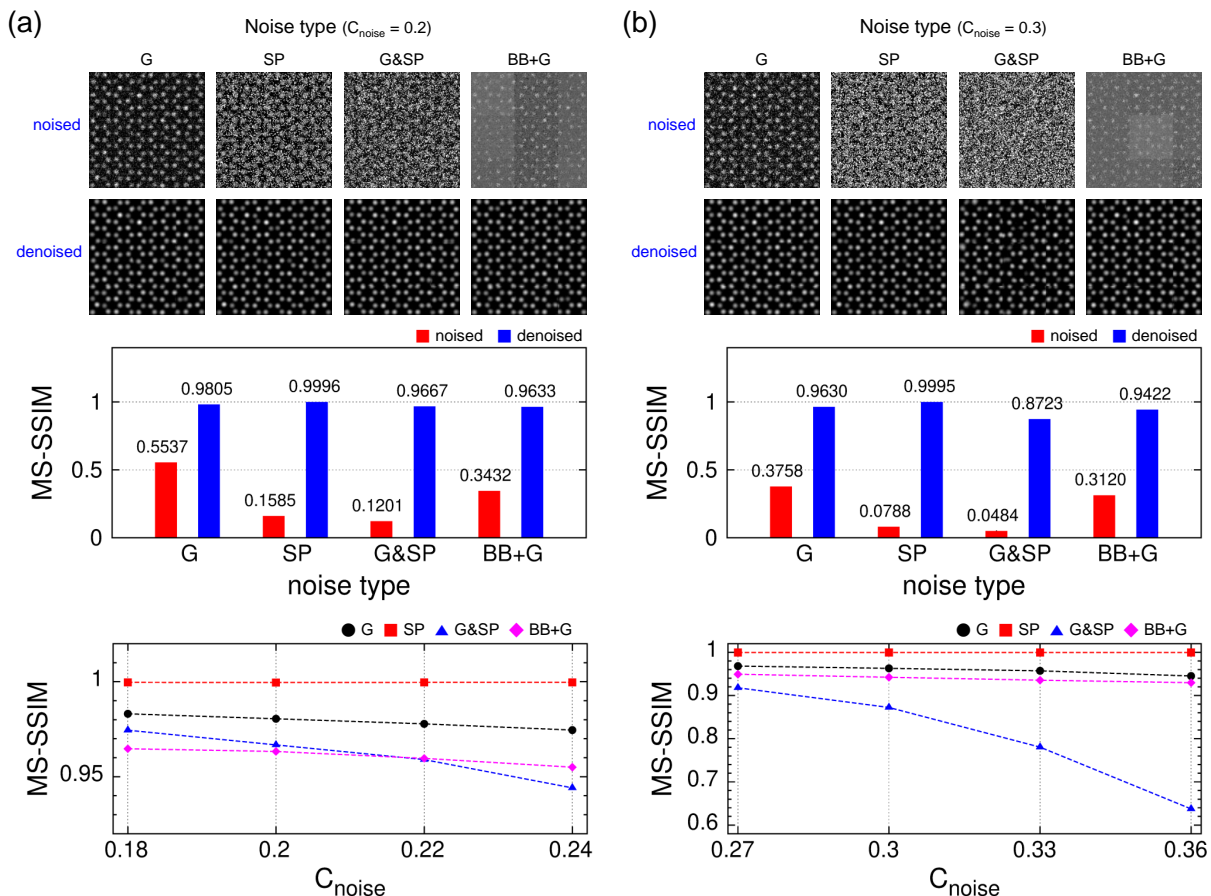 (a)
Noise type (C_noise = 0.2)
G SP G&SP BB+G
noised
denoised
noised denoised
MS-SSIM
1
0.5
0
0.5537 0.9805 0.1585 0.9996 0.1201 0.9667 0.3432 0.9633
G SP G&SP BB+G
noise type
G SP G&SP BB+G
MS-SSIM
1
0.95
0.18 0.2 0.22 0.24
C_noise
(b)
Noise type (C_noise = 0.3)
G SP G&SP BB+G
noised
denoised
noised denoised
MS-SSIM
1
0.5
0
0.3758 0.9630 0.0788 0.9995 0.0484 0.8723 0.3120 0.9422
G SP G&SP BB+G
noise type
G SP G&SP BB+G
MS-SSIM
1
0.9
0.8
0.7
0.6
0.27 0.3 0.33 0.36
C_noise